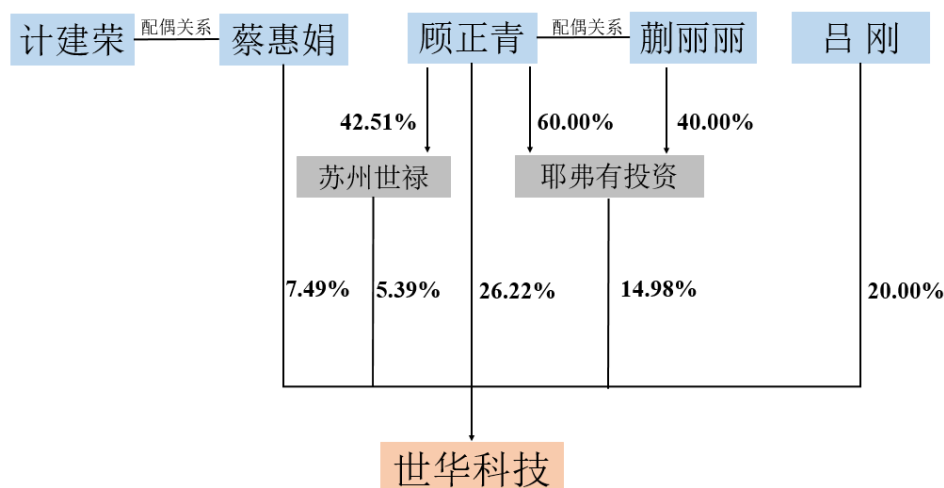 计建荣
配偶关系
蔡惠娟
顾正青
配偶关系
蒯丽丽
吕 刚
42.51%
60.00%
40.00%
苏州世禄
耶弗有投资
7.49%
5.39%
26.22%
14.98%
20.00%
世华科技